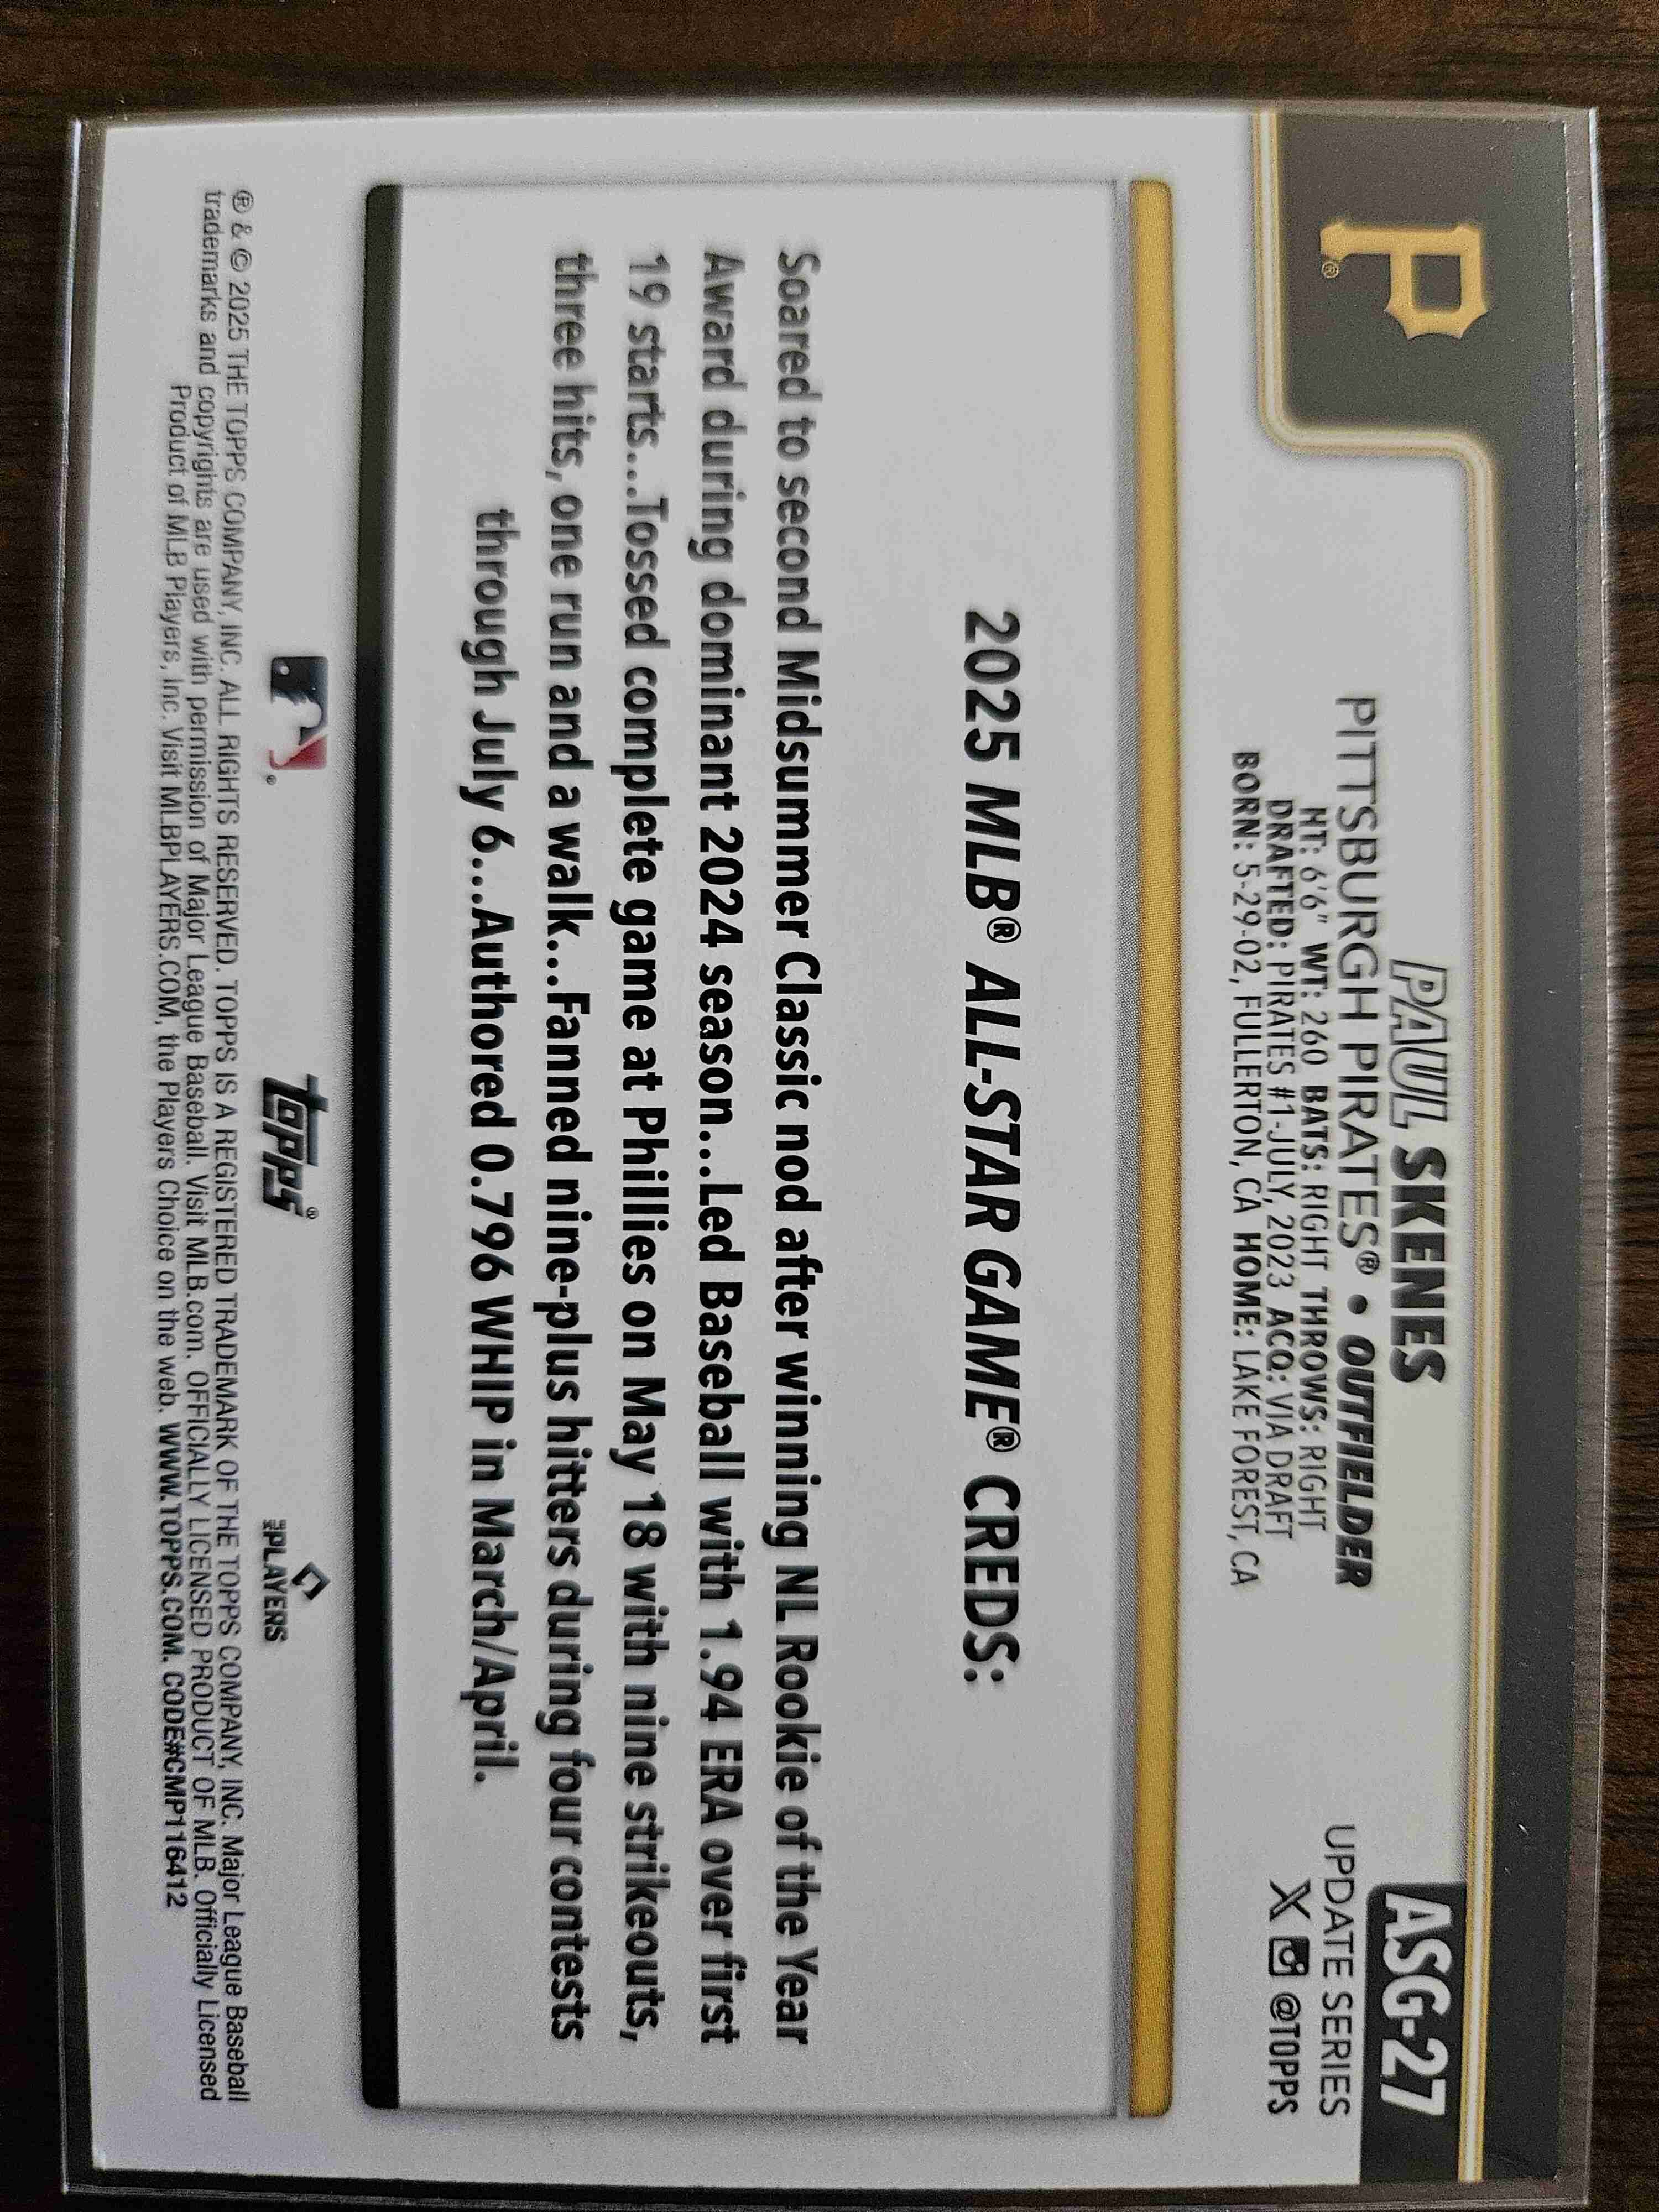 P®
ASG-27
PAUL SKENES
PITTSBURGH PIRATES® • OUTFIELDER
HT: 6'6" WT: 260 BATS: RIGHT THROWS: RIGHT
DRAFTED: PIRATES #1-JULY, 2023 ACQ: VIA DRAFT
BORN: 5-29-02, FULLERTON, CA HOME: LAKE FOREST, CA
UPDATE SERIES
X @TOPPS
2025 MLB® ALL-STAR GAME® CREDS:
Soared to second Midsummer Classic nod after winning NL Rookie of the Year
Award during dominant 2024 season...Led Baseball with 1.94 ERA over first
19 starts...Tossed complete game at Phillies on May 18 with nine strikeouts,
three hits, one run and a walk...Fanned nine-plus hitters during four contests
through July 6...Authored 0.796 WHIP in March/April.
topps®
THE PLAYERS
® & © 2025 THE TOPPS COMPANY, INC. ALL RIGHTS RESERVED. TOPPS IS A REGISTERED TRADEMARK OF THE TOPPS COMPANY, INC. Major League Baseball
trademarks and copyrights are used with permission of Major League Baseball. Visit MLB.com. OFFICIALLY LICENSED PRODUCT OF MLB. Officially Licensed
Product of MLB Players, Inc. Visit MLBPLAYERS.COM, the Players Choice on the web. WWW.TOPPS.COM. CODE#CMP116412